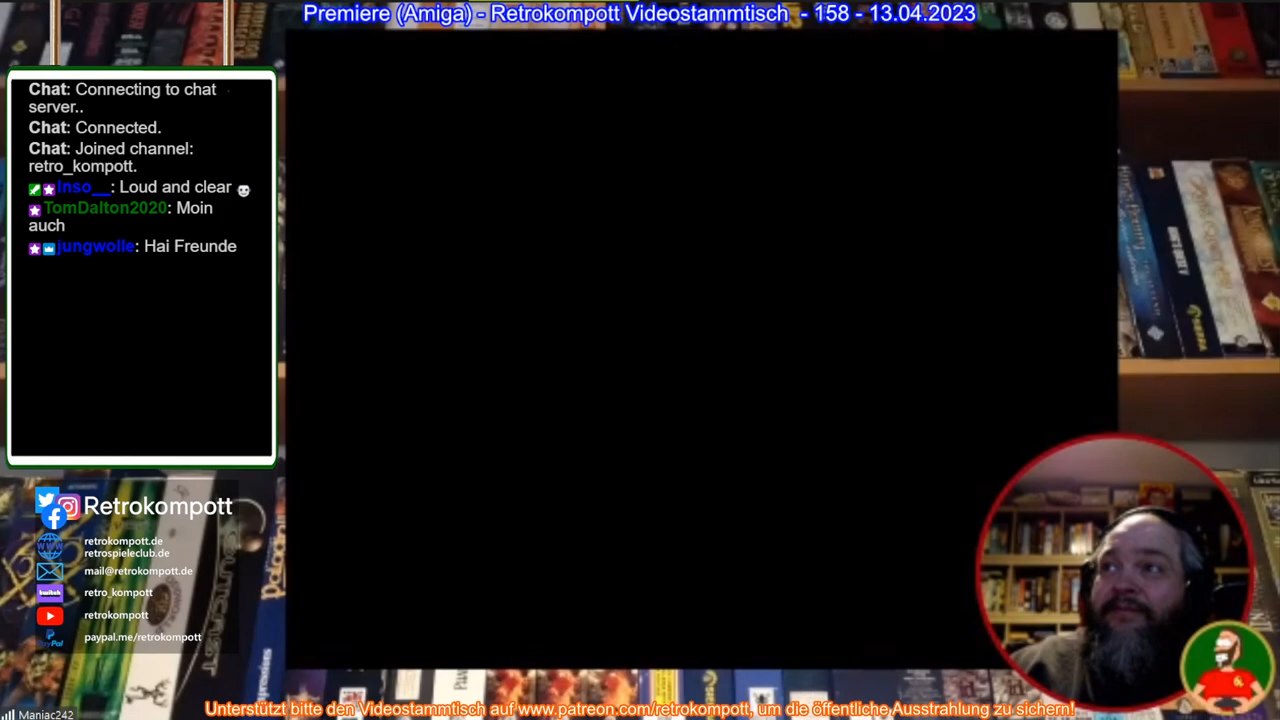 Premiere (Amiga) - Retrokompott Videostammtisch - 158 - 13.04.2023
Chat: Connecting to chat
server..
Chat: Connected.
Chat: Joined channel:
retro_kompott.
Inso__: Loud and clear
TomDalton2020: Moin
auch
jungwolle: Hai Freunde
Retrokompott
www
retrokompott.de
retrospieleclub.de
mail@retrokompott.de
twitch
retro_kompott
retrokompott
PayPal
paypal.me/retrokompott
Maniac242
Unterstützt bitte den Videostammtisch auf www.patreon.com/retrokompott, um die öffentliche Ausstrahlung zu sichern!